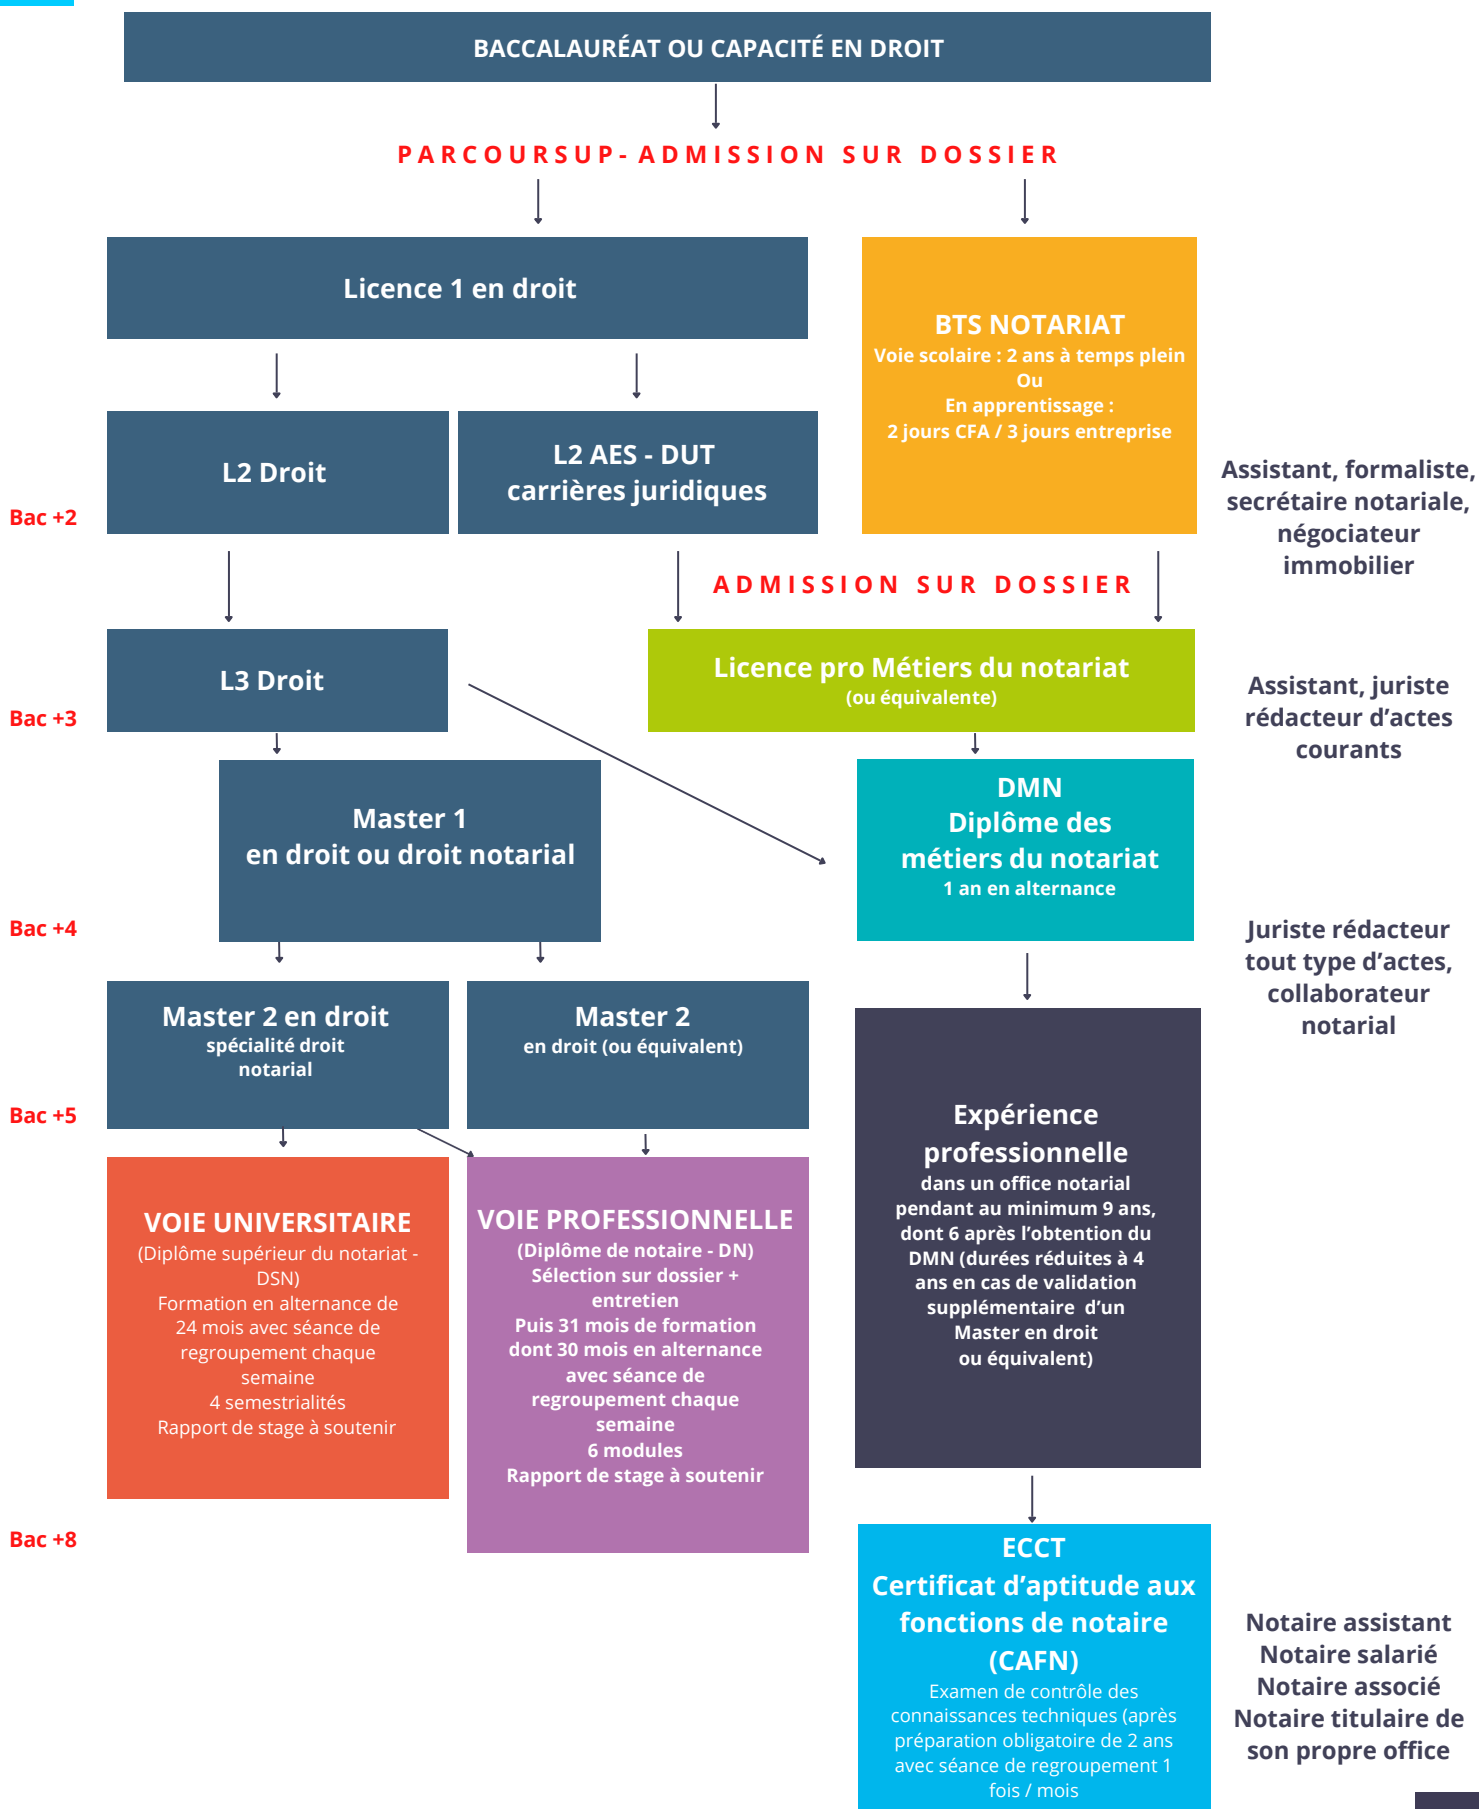 BACCALAURÉAT OU CAPACITÉ EN DROIT
PARCOURSUP- ADMISSION SUR DOSSIER
Licence 1 en droit
BTS NOTARIAT
Voie scolaire : 2 ans à temps plein
Ou
En apprentissage :
2 jours CFA / 3 jours entreprise
L2 Droit
L2 AES - DUT
carrières juridiques
Bac +2
Assistant, formaliste,
secrétaire notariale,
négociateur
immobilier
ADMISSION SUR DOSSIER
L3 Droit
Licence pro Métiers du notariat
(ou équivalente)
Bac +3
Assistant, juriste
rédacteur d’actes
courants
Master 1
en droit ou droit notarial
DMN
Diplôme des
métiers du notariat
1 an en alternance
Bac +4
Juriste rédacteur
tout type d’actes,
collaborateur
notarial
Master 2 en droit
spécialité droit
notarial
Master 2
en droit (ou équivalent)
Bac +5
Expérience
professionnelle
dans un office notarial
pendant au minimum 9 ans,
dont 6 après l’obtention du
DMN (durées réduites à 4
ans en cas de validation
supplémentaire  d’un
Master en droit
ou équivalent)
VOIE UNIVERSITAIRE
(Diplôme supérieur du notariat -
DSN)
Formation en alternance de
24 mois avec séance de
regroupement chaque
semaine
4 semestrialités
Rapport de stage à soutenir
VOIE PROFESSIONNELLE
(Diplôme de notaire - DN)
Sélection sur dossier +
entretien
Puis 31 mois de formation
dont 30 mois en alternance
avec séance de
regroupement chaque
semaine
6 modules
Rapport de stage à soutenir
Bac +8
ECCT
Certificat d’aptitude aux
fonctions de notaire
(CAFN)
Examen de contrôle des
connaissances techniques (après
préparation obligatoire de 2 ans
avec séance de regroupement 1
fois / mois
Notaire assistant
Notaire salarié
Notaire associé
Notaire titulaire de
son propre office